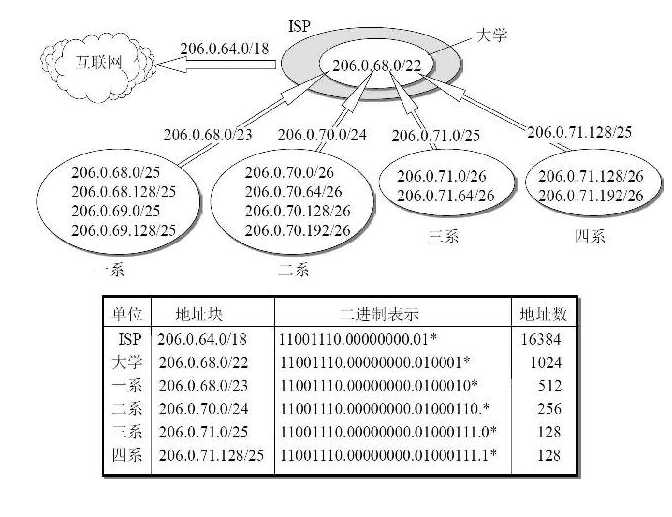 ISP
大学
206.0.64.0/18
互联网
206.0.68.0/22
206.0.68.0/23
206.0.70.0/24
206.0.71.0/25
206.0.71.128/25
206.0.68.0/25
206.0.68.128/25
206.0.69.0/25
206.0.69.128/25
一系
206.0.70.0/26
206.0.70.64/26
206.0.70.128/26
206.0.70.192/26
二系
206.0.71.0/26
206.0.71.64/26
三系
206.0.71.128/26
206.0.71.192/26
四系
单位 地址块 二进制表示 地址数
ISP 206.0.64.0/18 11001110.00000000.01* 16384
大学 206.0.68.0/22 11001110.00000000.010001* 1024
一系 206.0.68.0/23 11001110.00000000.0100010* 512
二系 206.0.70.0/24 11001110.00000000.01000110.* 256
三系 206.0.71.0/25 11001110.00000000.01000111.0* 128
四系 206.0.71.128/25 11001110.00000000.01000111.1* 128